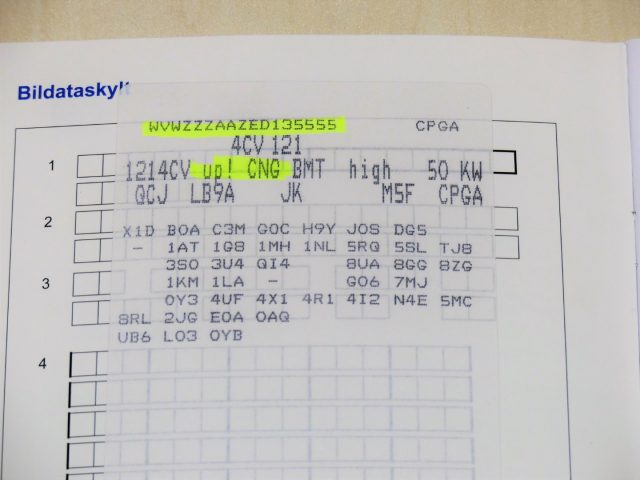 Bildataskylt
WVWZZZAAZED135555 CPGA
4CV 121
1214CV up! CNG BMT high 50 KW
QCJ LB9A JK M5F CPGA
X1D B0A C3M G0C H9Y J0S DG5
- 1AT 1G8 1MH 1NL 5RQ 5SL TJ8
3S0 3U4 QI4 8UA 8GG 8ZG
1KM 1LA - G06 7MJ
0Y3 4UF 4X1 4R1 4I2 N4E 5MC
8RL 2JG E0A 0AQ
UB6 L03 0YB
1
2
3
4